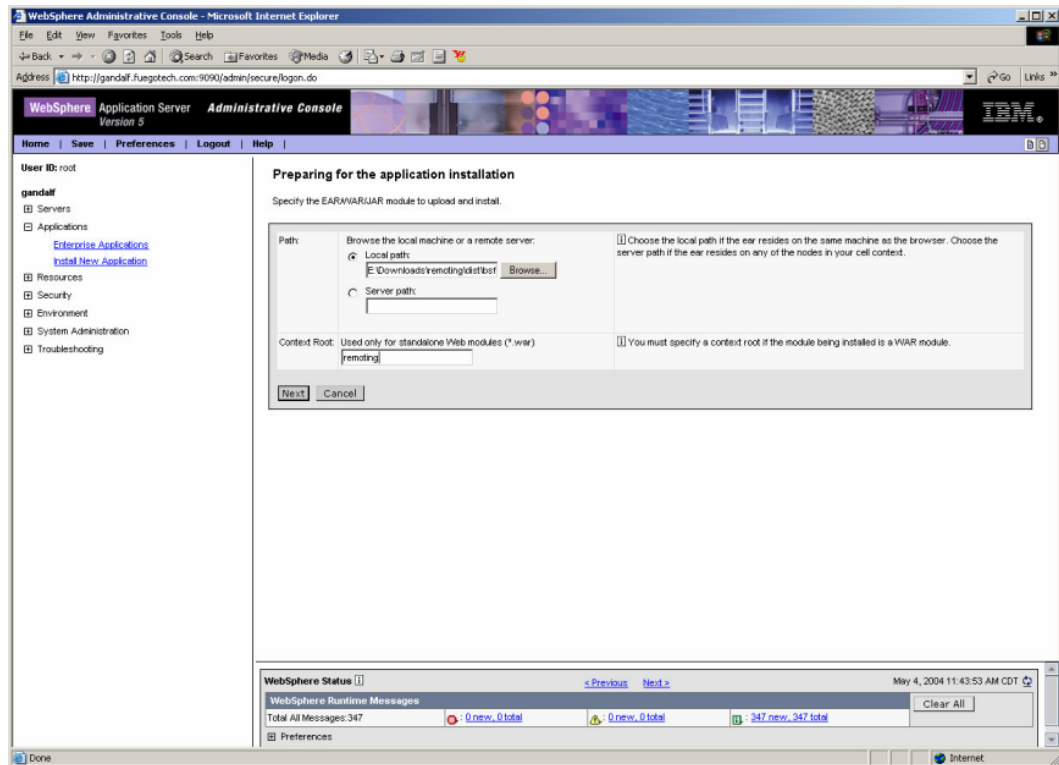 WebSphere Administrative Console - Microsoft Internet Explorer
File Edit View Favorites Tools Help
Back Search Favorites Media
Address http://gandalf.fuegotech.com:9090/admin/secure/logon.do Go Links »
WebSphere Application Server Administrative Console
Version 5
IBM.
Home | Save | Preferences | Logout | Help |
User ID: root
gandalf
Servers
Applications
Enterprise Applications
Install New Application
Resources
Security
Environment
System Administration
Troubleshooting
Preparing for the application installation
Specify the EAR/WAR/JAR module to upload and install.
Path: Browse the local machine or a remote server:
Local path:
E:\Downloads\remoting\dist\bsf Browse...
Server path:
Choose the local path if the ear resides on the same machine as the browser. Choose the
server path if the ear resides on any of the nodes in your cell context.
Context Root: Used only for standalone Web modules (*.war)
remoting
You must specify a context root if the module being installed is a WAR module.
Next Cancel
WebSphere Status < Previous Next > May 4, 2004 11:43:53 AM CDT
WebSphere Runtime Messages Clear All
Total All Messages:347 : 0 new, 0 total : 0 new, 0 total : 347 new, 347 total
Preferences
Done Internet